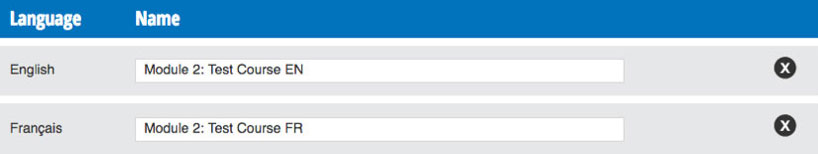 Language Name
English Module 2: Test Course EN X
Français Module 2: Test Course FR X